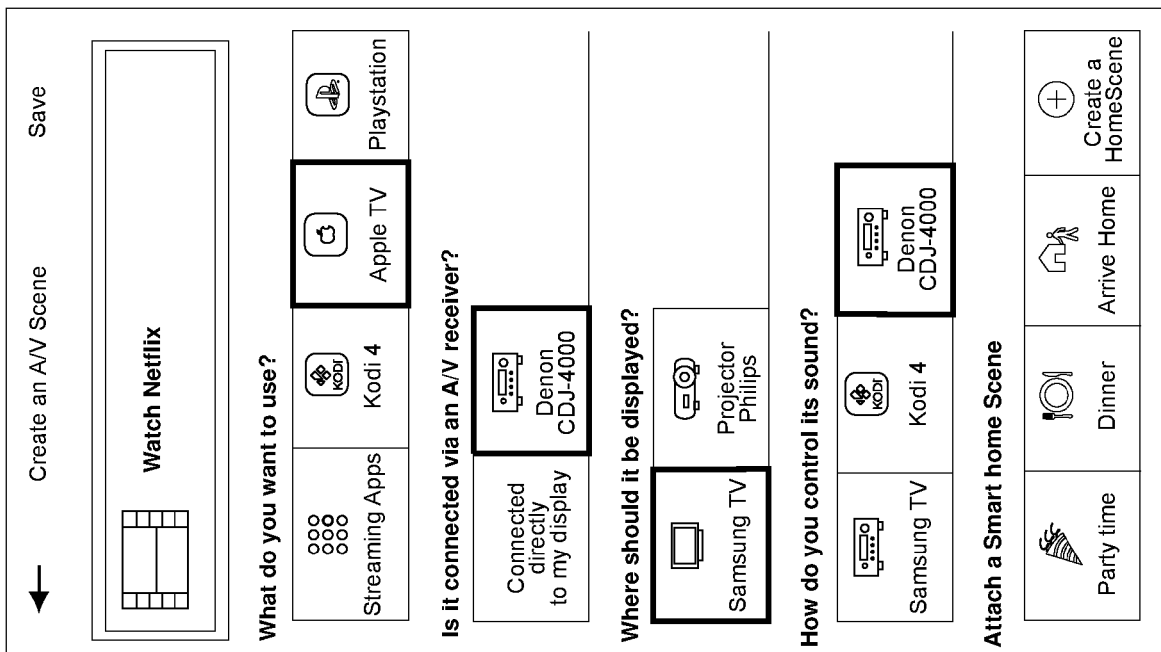 Create an A/V Scene
Save
Watch Netflix
What do you want to use?
Streaming Apps
KODI
Kodi 4
Apple TV
Playstation
Is it connected via an A/V receiver?
Connected
directly
to my display
Denon
CDJ-4000
Where should it be displayed?
Samsung TV
Projector
Philips
How do you control its sound?
Samsung TV
KODI
Kodi 4
Denon
CDJ-4000
Attach a Smart home Scene
Party time
Dinner
Arrive Home
Create a
HomeScene